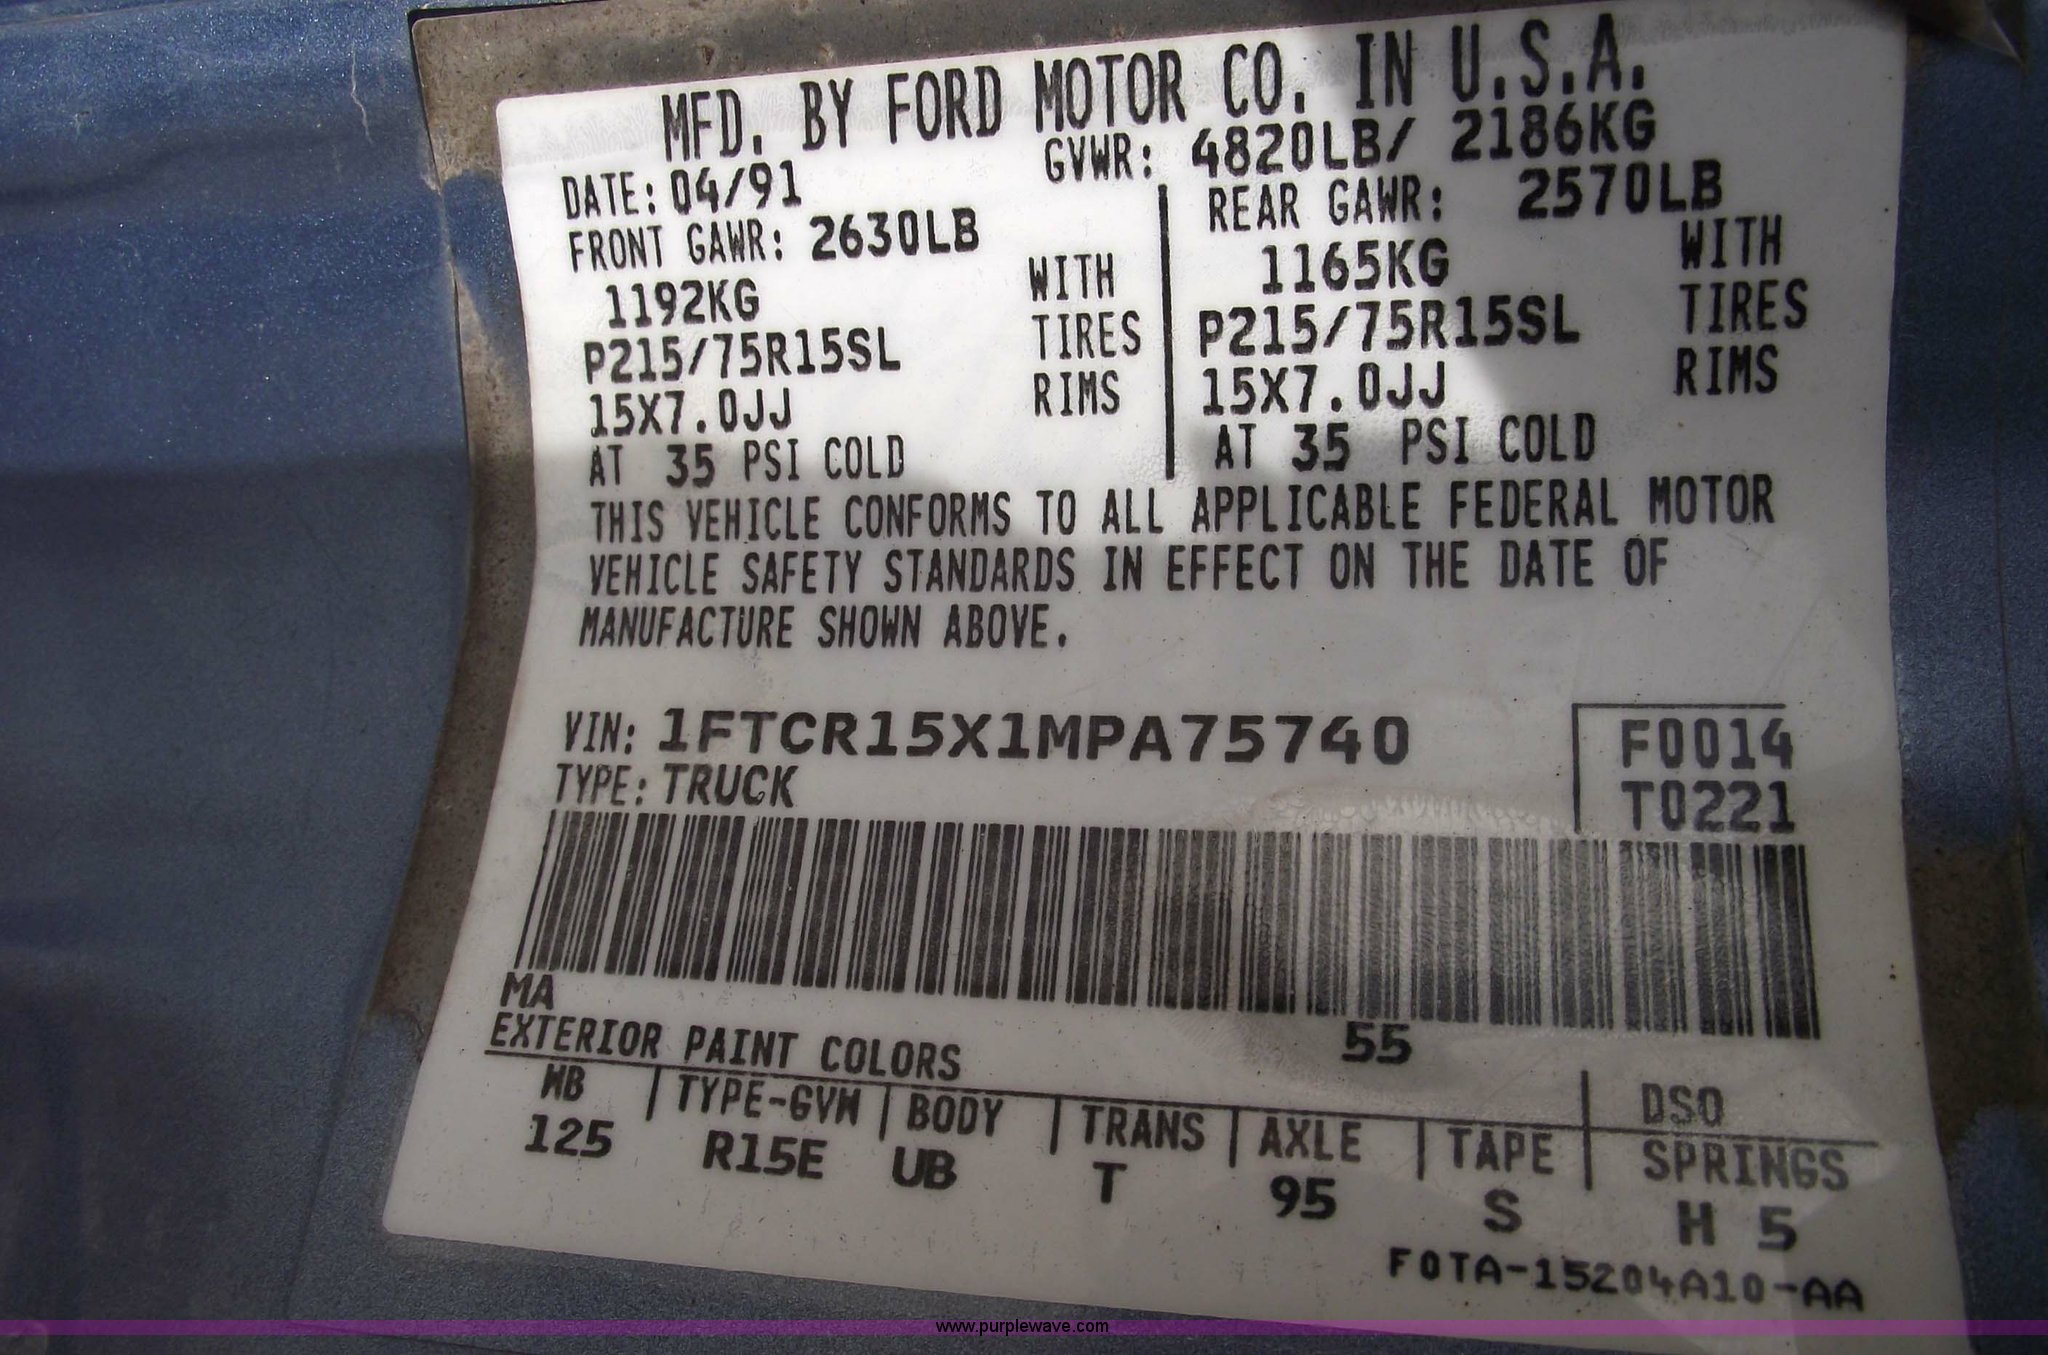 MFD. BY FORD MOTOR CO. IN U.S.A.
DATE: 04/91 GVWR: 4820LB/ 2186KG
FRONT GAWR: 2630LB REAR GAWR: 2570LB
1192KG WITH 1165KG WITH
P215/75R15SL TIRES P215/75R15SL TIRES
15X7.0JJ RIMS 15X7.0JJ RIMS
AT 35 PSI COLD AT 35 PSI COLD
THIS VEHICLE CONFORMS TO ALL APPLICABLE FEDERAL MOTOR
VEHICLE SAFETY STANDARDS IN EFFECT ON THE DATE OF
MANUFACTURE SHOWN ABOVE.
VIN: 1FTCR15X1MPA75740 F0014
TYPE: TRUCK T0221
MA
EXTERIOR PAINT COLORS 55 DSO
WB TYPE-GVW BODY TRANS AXLE TAPE SPRINGS
125 R15E UB T 95 S H 5
F0TA-15204A10-AA
www.purplewave.com